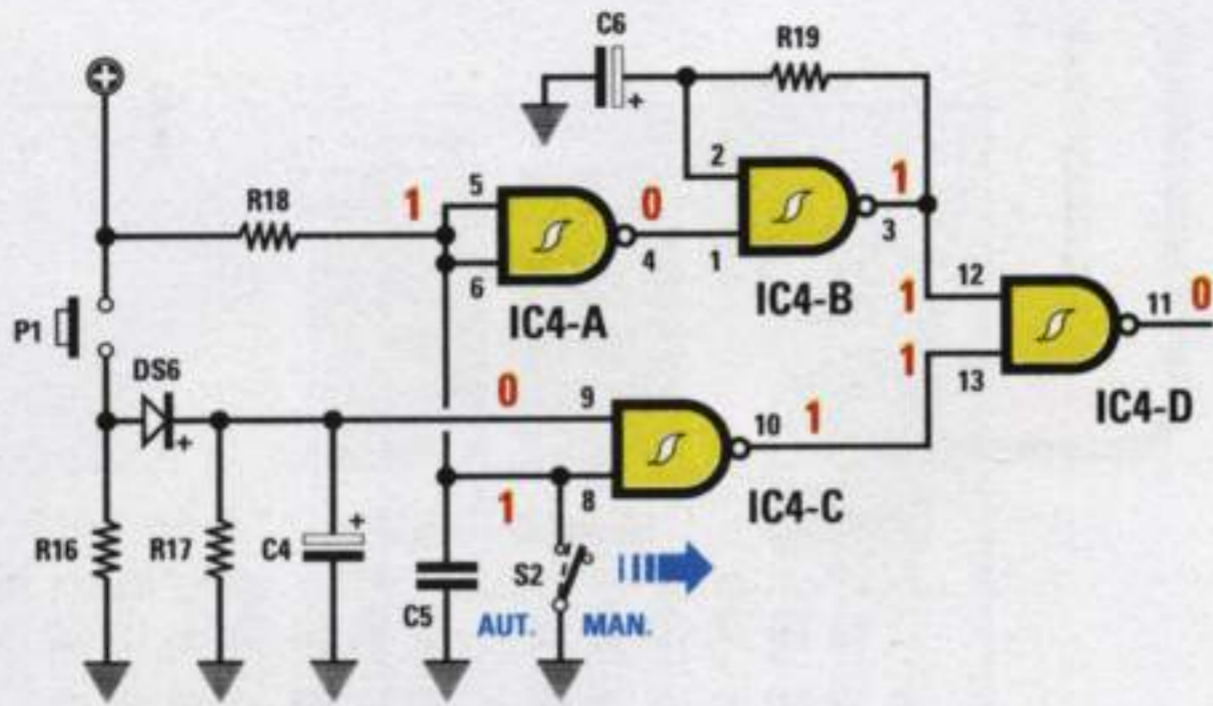 C6
R19
+
R18
1
5
6
0
4
2
1
1
3
IC4-A
IC4-B
1
12
11
0
P1
1
13
IC4-D
DS6
+
0
9
10
1
1
8
IC4-C
R16
R17
C4
+
C5
S2
AUT.
MAN.